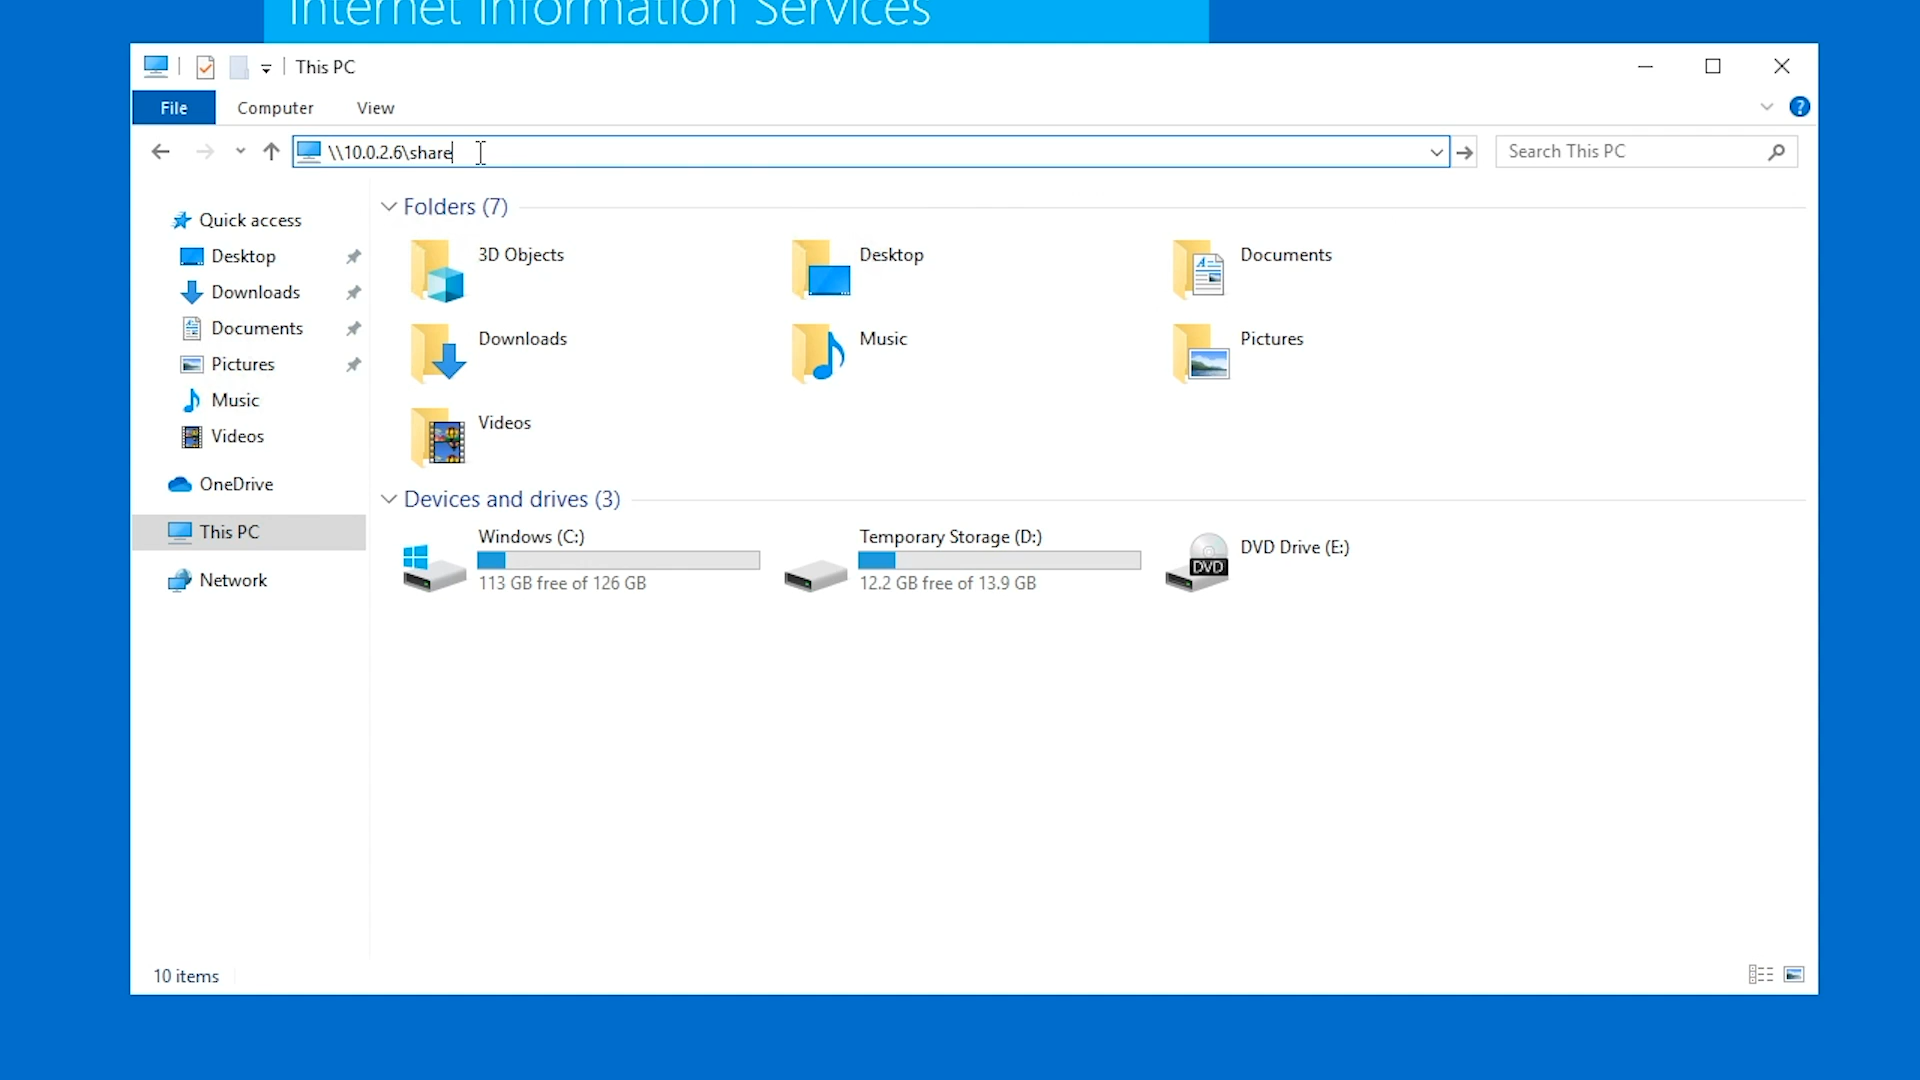 Internet Information Services
This PC
File Computer View
\\10.0.2.6\share
Search This PC
Quick access
Desktop
Downloads
Documents
Pictures
Music
Videos
OneDrive
This PC
Network
Folders (7)
3D Objects
Desktop
Documents
Downloads
Music
Pictures
Videos
Devices and drives (3)
Windows (C:)
113 GB free of 126 GB
Temporary Storage (D:)
12.2 GB free of 13.9 GB
DVD
DVD Drive (E:)
10 items